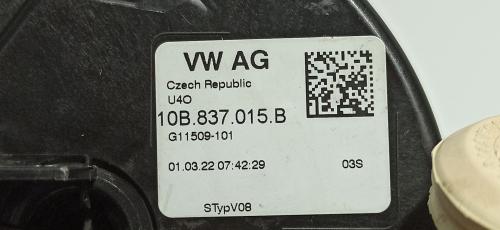 VW AG
Czech Republic
U4O
10B.837.015.B
G11509-101
01.03.22 07:42:29 03S
STypV08